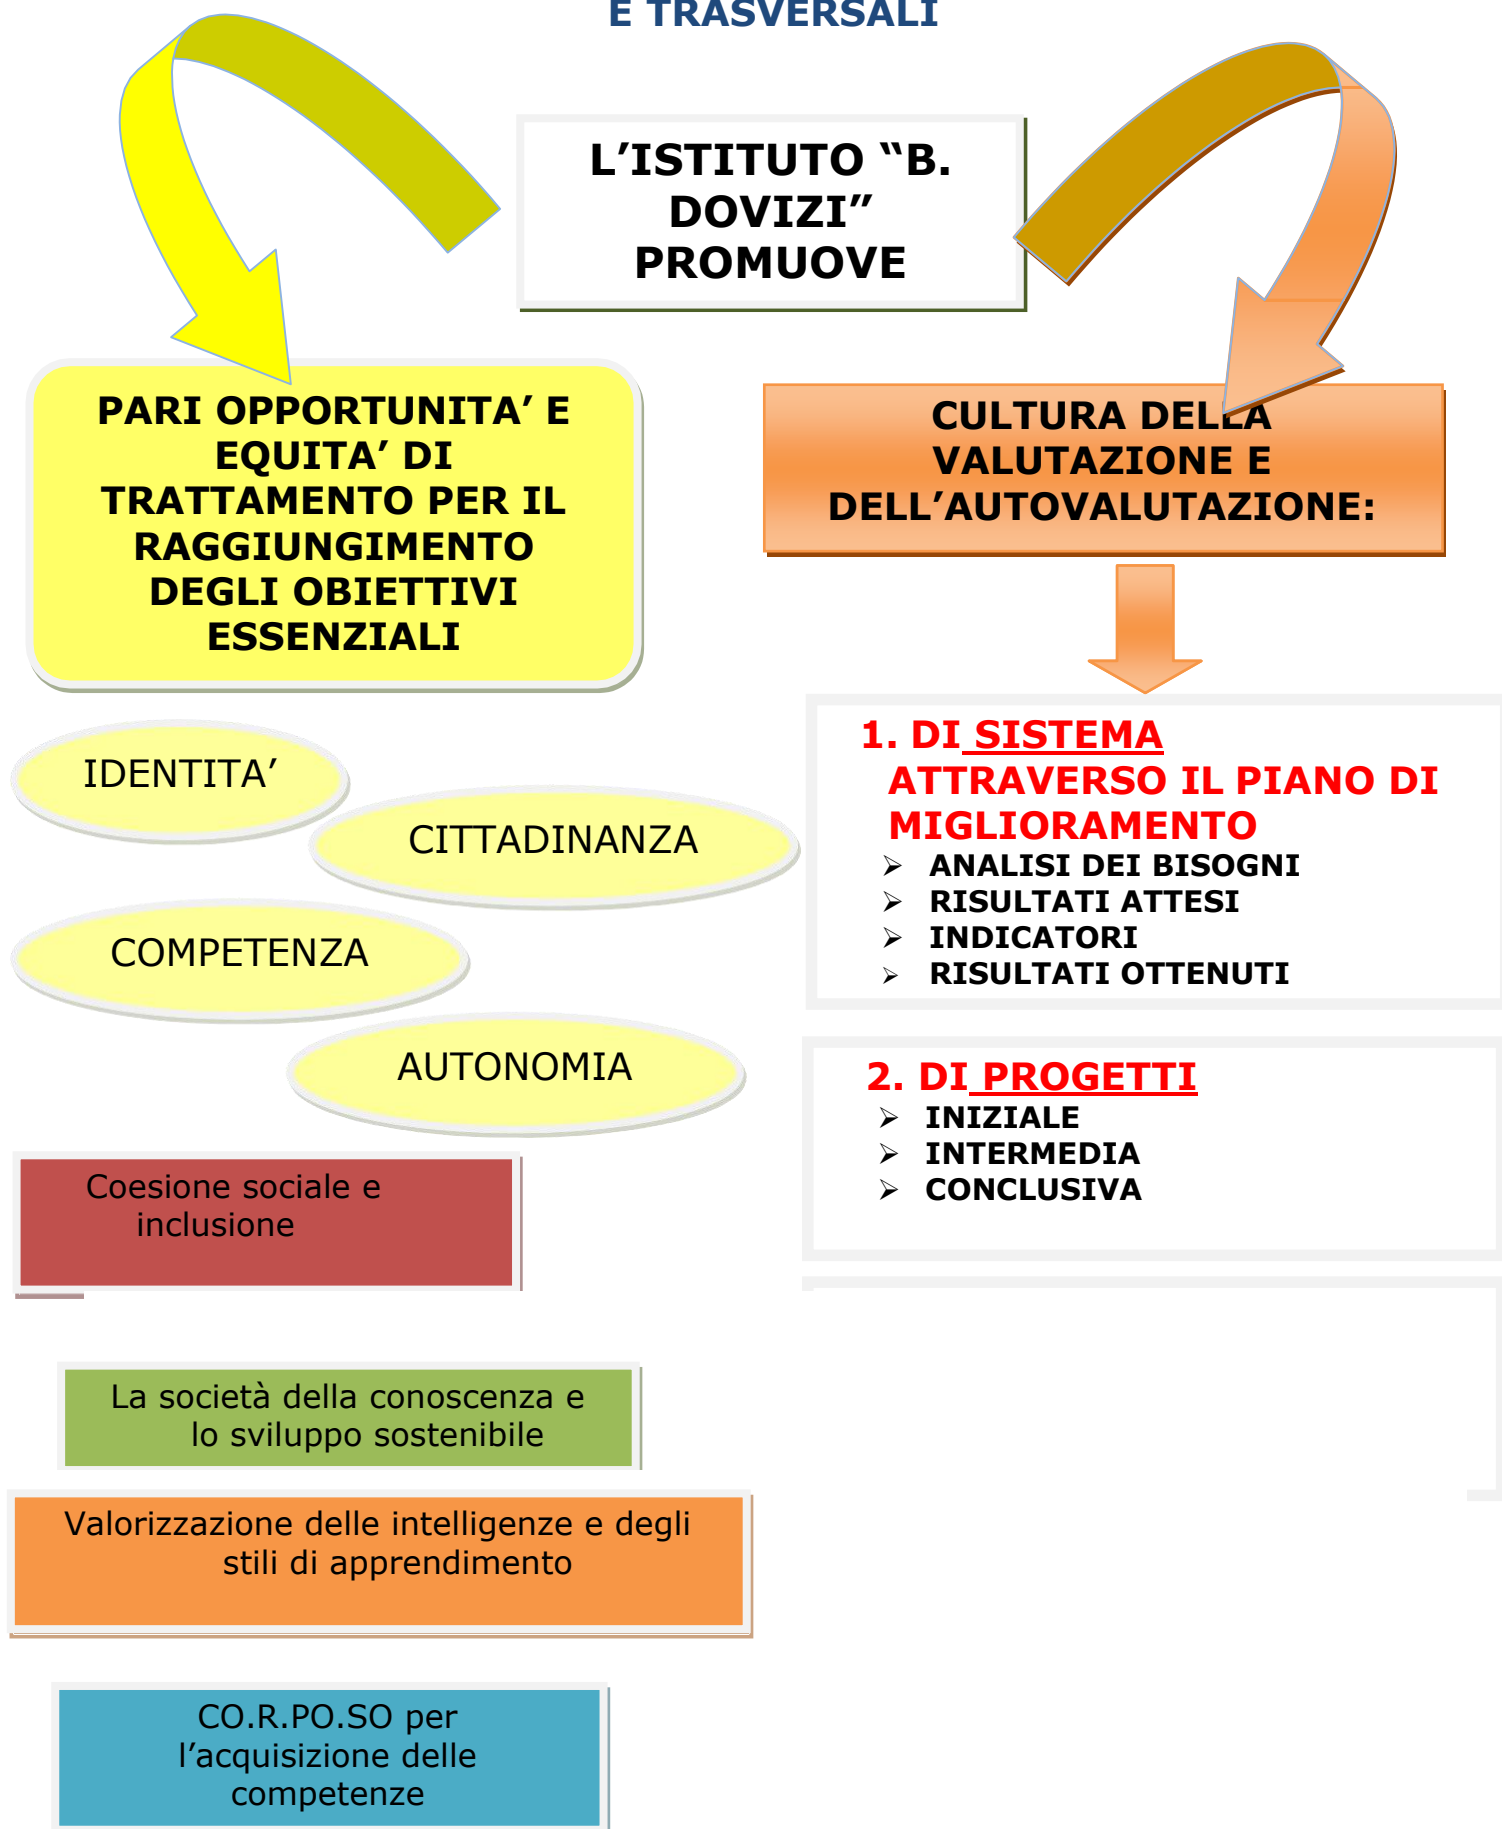 E TRASVERSALI
L’ISTITUTO “B.
DOVIZI”
PROMUOVE
PARI OPPORTUNITA’ E
EQUITA’ DI
TRATTAMENTO PER IL
RAGGIUNGIMENTO
DEGLI OBIETTIVI
ESSENZIALI
CULTURA DELLA
VALUTAZIONE E
DELL’AUTOVALUTAZIONE:
IDENTITA’
CITTADINANZA
COMPETENZA
AUTONOMIA
1. DI SISTEMA
ATTRAVERSO IL PIANO DI
MIGLIORAMENTO
➢ ANALISI DEI BISOGNI
➢ RISULTATI ATTESI
➢ INDICATORI
➢ RISULTATI OTTENUTI
2. DI PROGETTI
➢ INIZIALE
➢ INTERMEDIA
➢ CONCLUSIVA
Coesione sociale e
inclusione
La società della conoscenza e
lo sviluppo sostenibile
Valorizzazione delle intelligenze e degli
stili di apprendimento
CO.R.PO.SO per
l’acquisizione delle
competenze